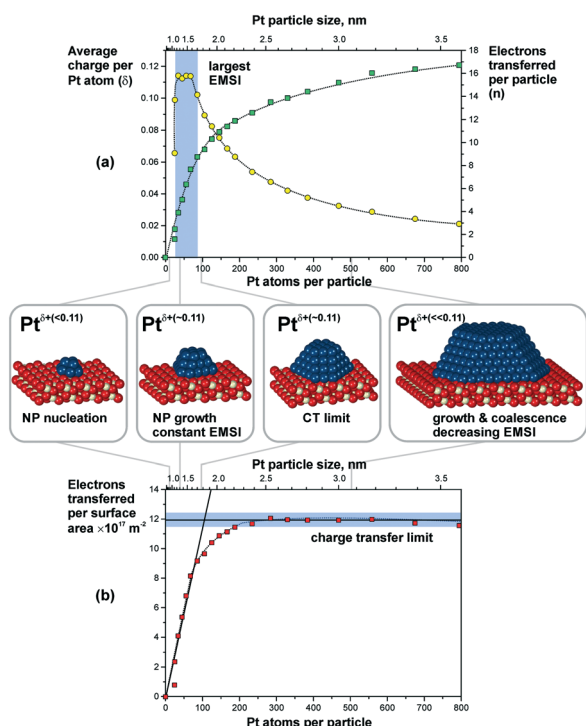 Pt particle size, nm
1.0 1.5 2.0 2.5 3.0 3.5
Average
charge per
Pt atom (δ)
largest
EMSI
Electrons
transferred
per particle
(n)
0.12
0.10
0.08
0.06
0.04
0.02
0.00
18
16
14
12
10
8
6
4
2
0
(a)
0 100 200 300 400 500 600 700 800
Pt atoms per particle
Pt^δ+(<0.11)
NP nucleation
Pt^δ+(~0.11)
NP growth
constant EMSI
Pt^δ+(~0.11)
CT limit
Pt^δ+(<<0.11)
growth & coalescence
decreasing EMSI
Pt particle size, nm
1.0 1.5 2.0 2.5 3.0 3.5
Electrons
transferred
per surface
area ×10¹⁷ m⁻²
14
12
10
8
6
4
2
0
charge transfer limit
(b)
0 100 200 300 400 500 600 700 800
Pt atoms per particle